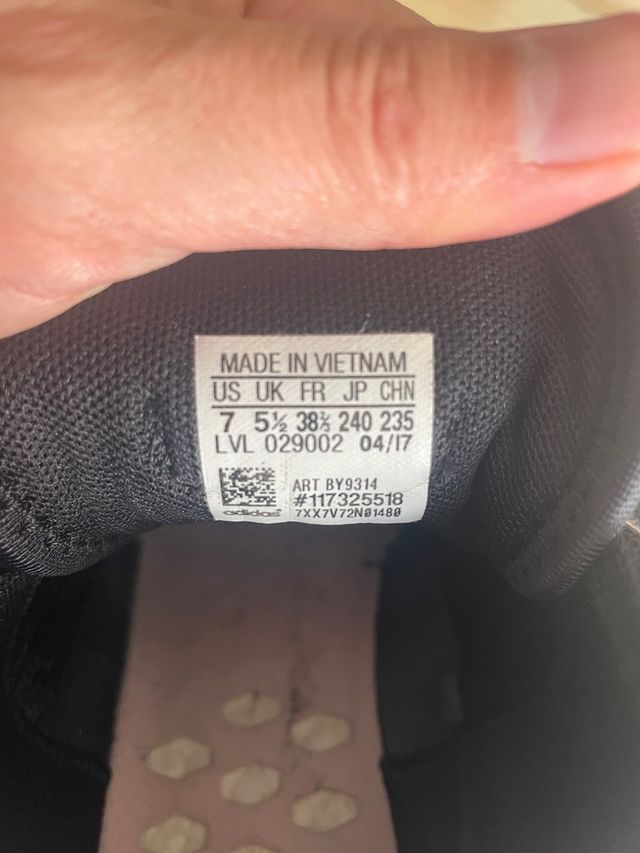 MADE IN VIETNAM
US UK FR JP CHN
7 5½ 38⅔ 240 235
LVL 029002 04/17
ART BY9314
#117325518
adidas 7XX7V72N01480